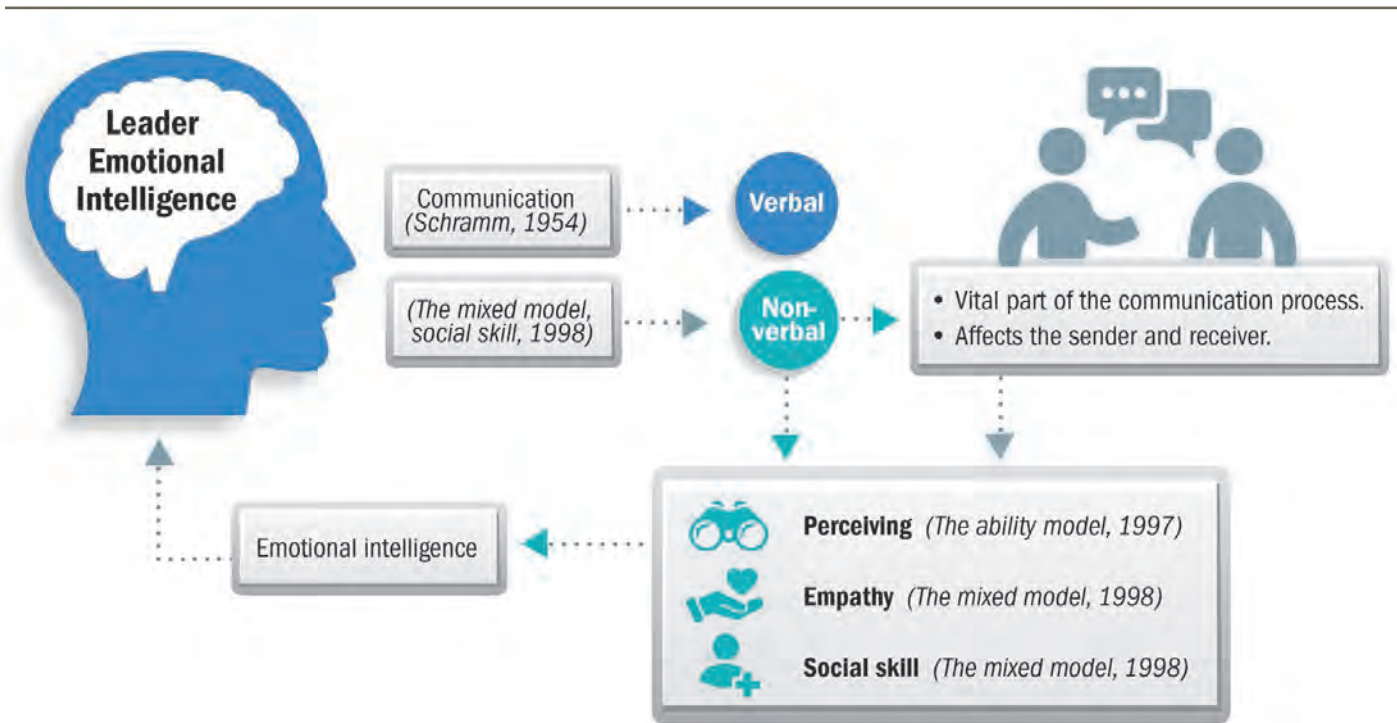 Leader
Emotional
Intelligence
Communication
(Schramm, 1954)
Verbal
(The mixed model,
social skill, 1998)
Non-
verbal
• Vital part of the communication process.
• Affects the sender and receiver.
Perceiving (The ability model, 1997)
Empathy (The mixed model, 1998)
Social skill (The mixed model, 1998)
Emotional intelligence